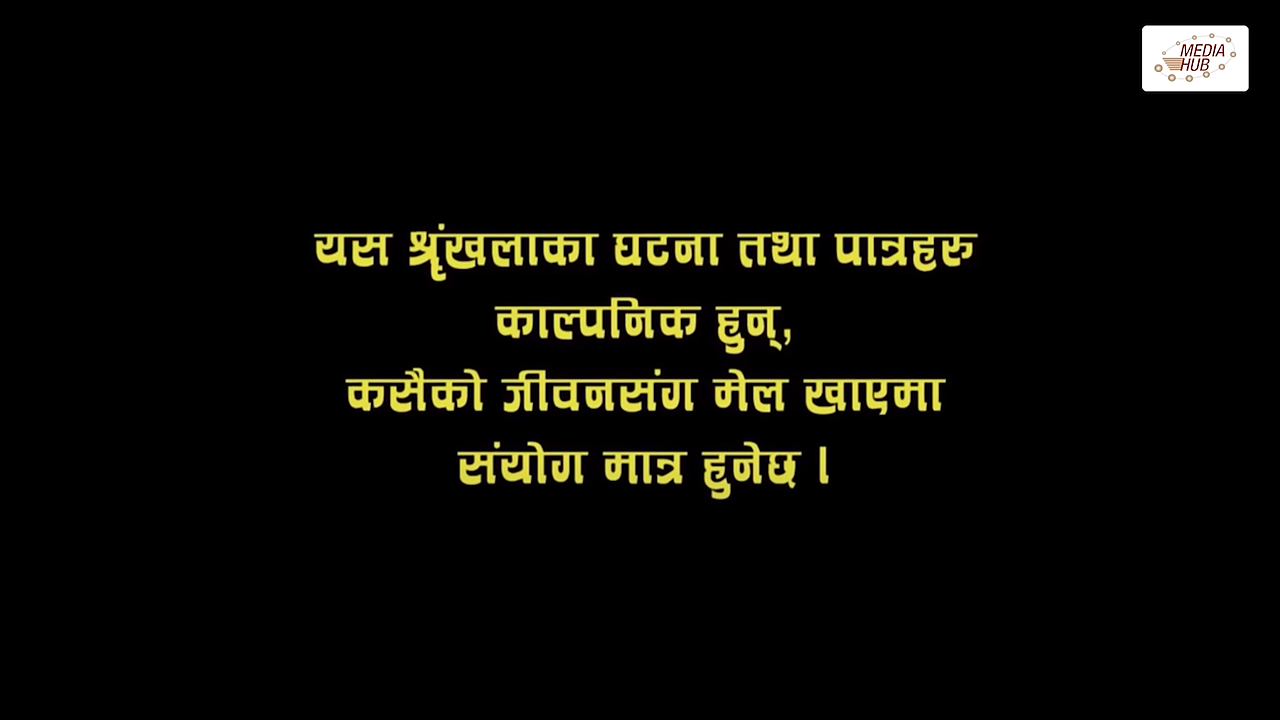 MEDIA
HUB
यस श्रृंखलाका घटना तथा पात्रहरु
काल्पनिक हुन्,
कसैको जीवनसंग मेल खाएमा
संयोग मात्र हुनेछ ।